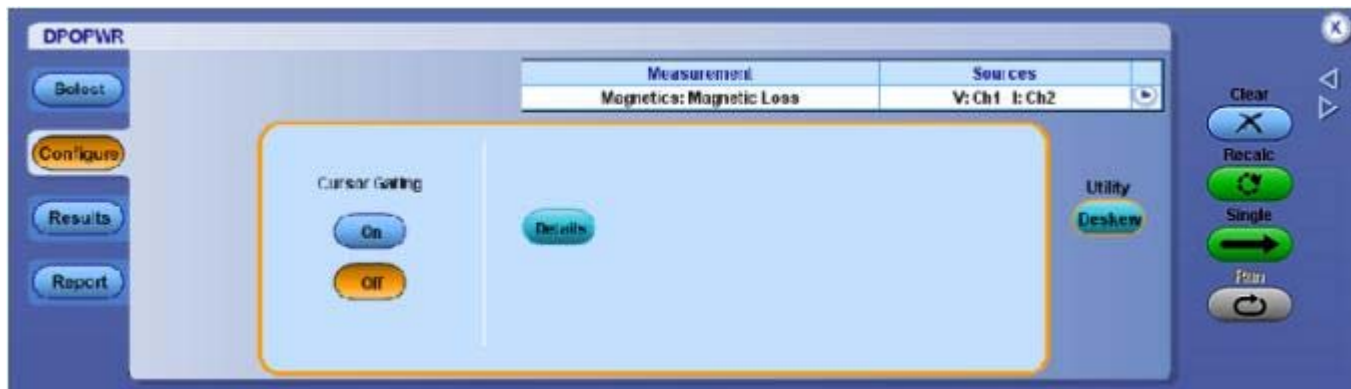 DPOPWR
Select
Configure
Results
Report
Measurement
Sources
Magnetics: Magnetic Loss
V: Ch1 I: Ch2
Cursor Gating
On
Off
Details
Utility
Deskew
Clear
Recalc
Single
Run
X